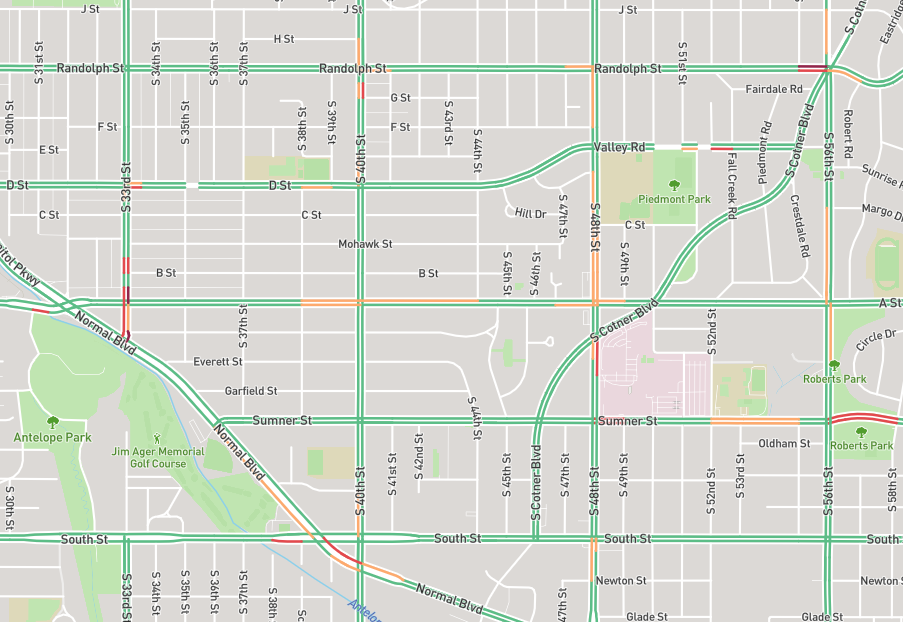 J St
J St
J St
S Cotner
Eastridge
H St
S 31st St
S 34th St
S 36th St
S 37th St
S 51st St
Randolph St
Randolph St
Randolph St
Fairdale Rd
G St
S 30th St
S 35th St
S 38th St
S 39th St
S 43rd St
S 44th St
F St
F St
S Cotner Blvd
Robert Rd
E St
S 40th St
Valley Rd
Fall Creek Rd
Piedmont Rd
S 56th St
Sunrise R
D St
D St
S 33rd St
Piedmont Park
Crestdale Rd
Margo D
C St
C St
Hill Dr
S 47th St
S 48th St
C St
Mohawk St
itol Pkwy
B St
B St
S 45th St
S 46th St
S 49th St
A St
Normal Blvd
S 37th St
S Cotner Blvd
S 52nd St
Circle Dr
Everett St
Roberts Park
Garfield St
S 44th St
Sumner St
Sumner St
Antelope Park
Jim Ager Memorial
Golf Course
Normal Blvd
Oldham St
Roberts Park
S 30th St
S 40th St
S 41st St
S 42nd St
S 45th St
S Cotner Blvd
S 47th St
S 48th St
S 49th St
S 52nd St
S 53rd St
S 56th St
S 58th St
South St
South St
South St
South
S 33rd St
S 34th St
S 35th St
S 36th St
S 37th St
S 38th
Antelo
Normal Blvd
47th St
Newton St
Newton S
Glade St
Glade St